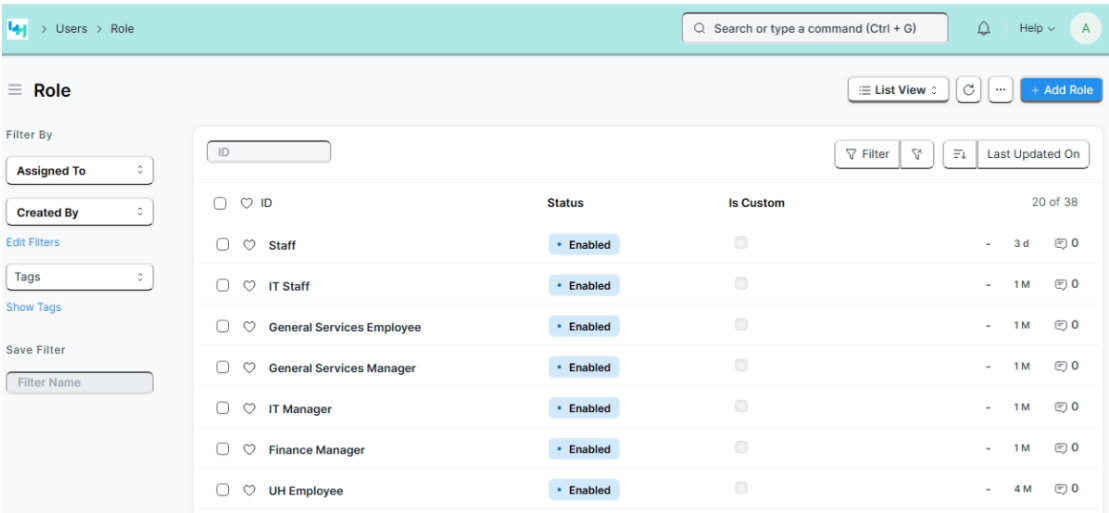 > Users > Role
Search or type a command (Ctrl + G)
Help
A
Role
List View
...
+ Add Role
Filter By
Assigned To
Created By
Edit Filters
Tags
Show Tags
Save Filter
Filter Name
ID
Filter
Last Updated On
ID Status Is Custom 20 of 38
Staff Enabled - 3 d 0
IT Staff Enabled - 1 M 0
General Services Employee Enabled - 1 M 0
General Services Manager Enabled - 1 M 0
IT Manager Enabled - 1 M 0
Finance Manager Enabled - 1 M 0
UH Employee Enabled - 4 M 0